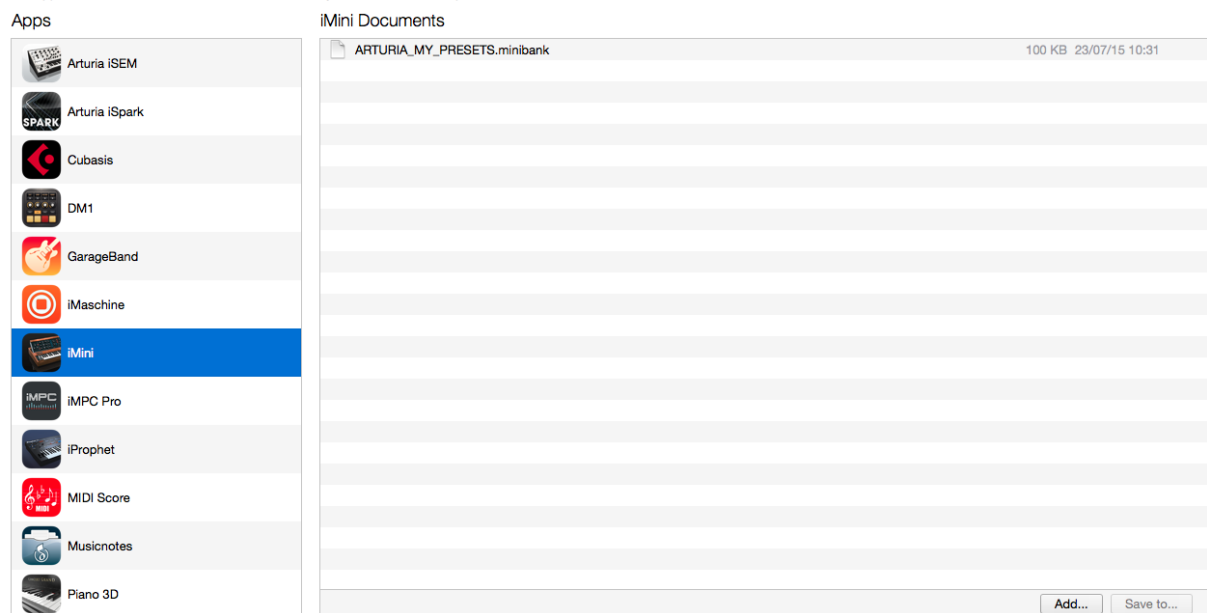 Apps
iMini Documents
Arturia iSEM
SPARK
Arturia iSpark
Cubasis
DM1
GarageBand
iMaschine
iMini
iMPC
iMPC Pro
iProphet
MIDI
MIDI Score
Musicnotes
Piano 3D
ARTURIA_MY_PRESETS.minibank 100 KB 23/07/15 10:31
Add... Save to...